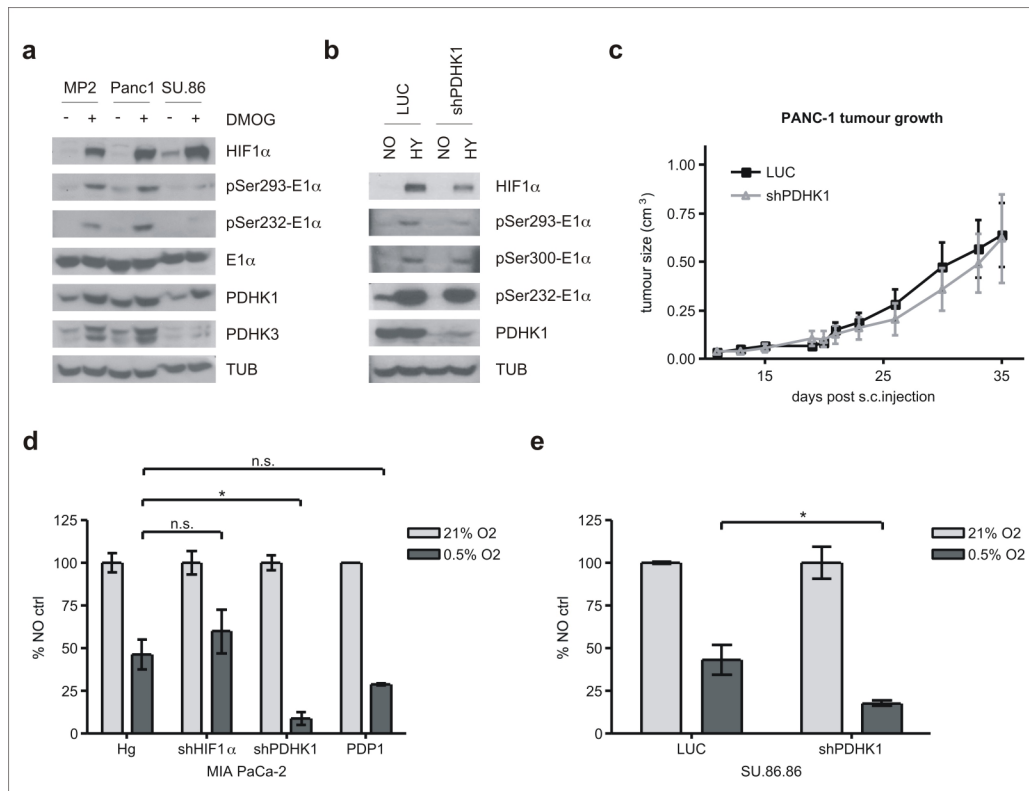 a
MP2 Panc1 SU.86
- + - + - + DMOG
HIF1α
pSer293-E1α
pSer232-E1α
E1α
PDHK1
PDHK3
TUB
b
LUC shPDHK1
NO HY NO HY
HIF1α
pSer293-E1α
pSer300-E1α
pSer232-E1α
PDHK1
TUB
c
PANC-1 tumour growth
LUC
shPDHK1
tumour size (cm³)
1.00
0.75
0.50
0.25
0.00
15 25 35
days post s.c.injection
d
n.s.
*
n.s.
21% O2
0.5% O2
% NO ctrl
125
100
75
50
25
0
Hg shHIF1α shPDHK1 PDP1
MIA PaCa-2
e
*
21% O2
0.5% O2
% NO ctrl
125
100
75
50
25
0
LUC shPDHK1
SU.86.86